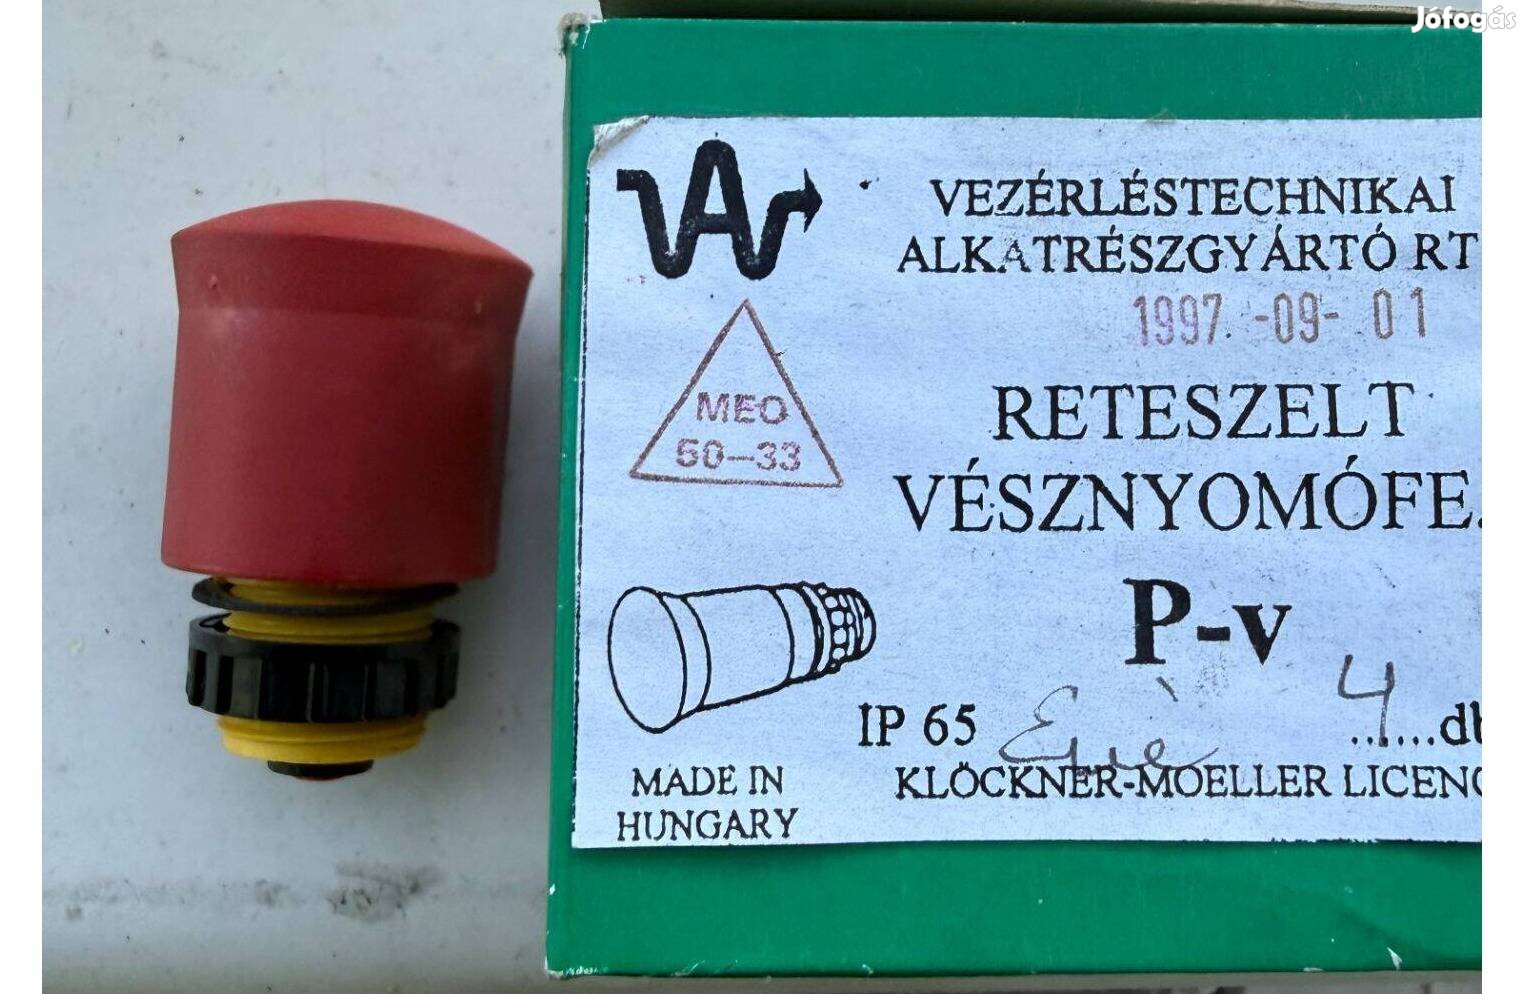 Jófogás
VEZÉRLÉSTECHNIKAI
ALKATRÉSZGYÁRTÓ RT
1997 -09- 01
MEO
50-33
RETESZELT
VÉSZNYOMÓFE
P-v
IP 65
4
......db
MADE IN
HUNGARY
KLÖCKNER-MOELLER LICENC